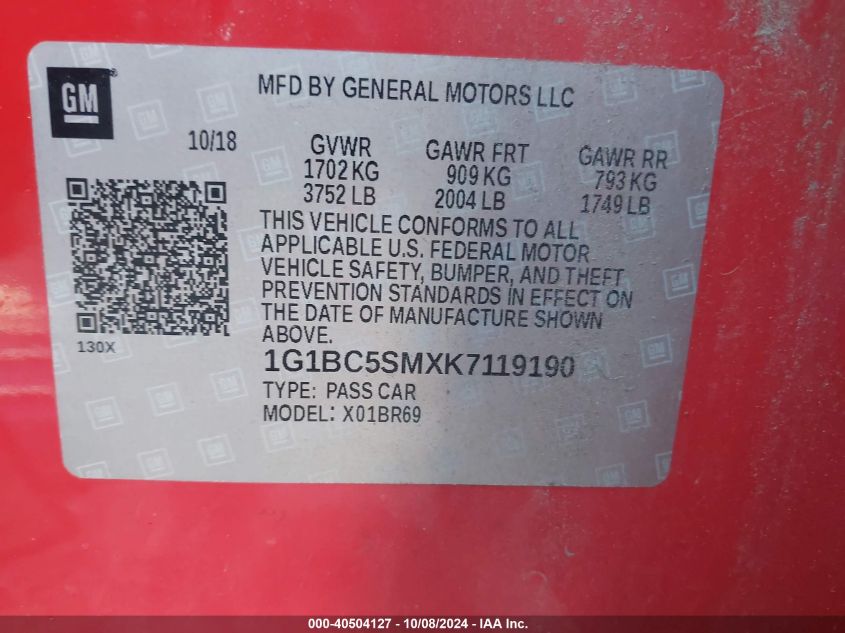 GM
MFD BY GENERAL MOTORS LLC
10/18
GVWR
1702 KG
3752 LB
GAWR FRT
909 KG
2004 LB
GAWR RR
793 KG
1749 LB
THIS VEHICLE CONFORMS TO ALL
APPLICABLE U.S. FEDERAL MOTOR
VEHICLE SAFETY, BUMPER, AND THEFT
PREVENTION STANDARDS IN EFFECT ON
THE DATE OF MANUFACTURE SHOWN
ABOVE.
130X
1G1BC5SMXK7119190
TYPE: PASS CAR
MODEL: X01BR69
000-40504127 - 10/08/2024 - IAA Inc.